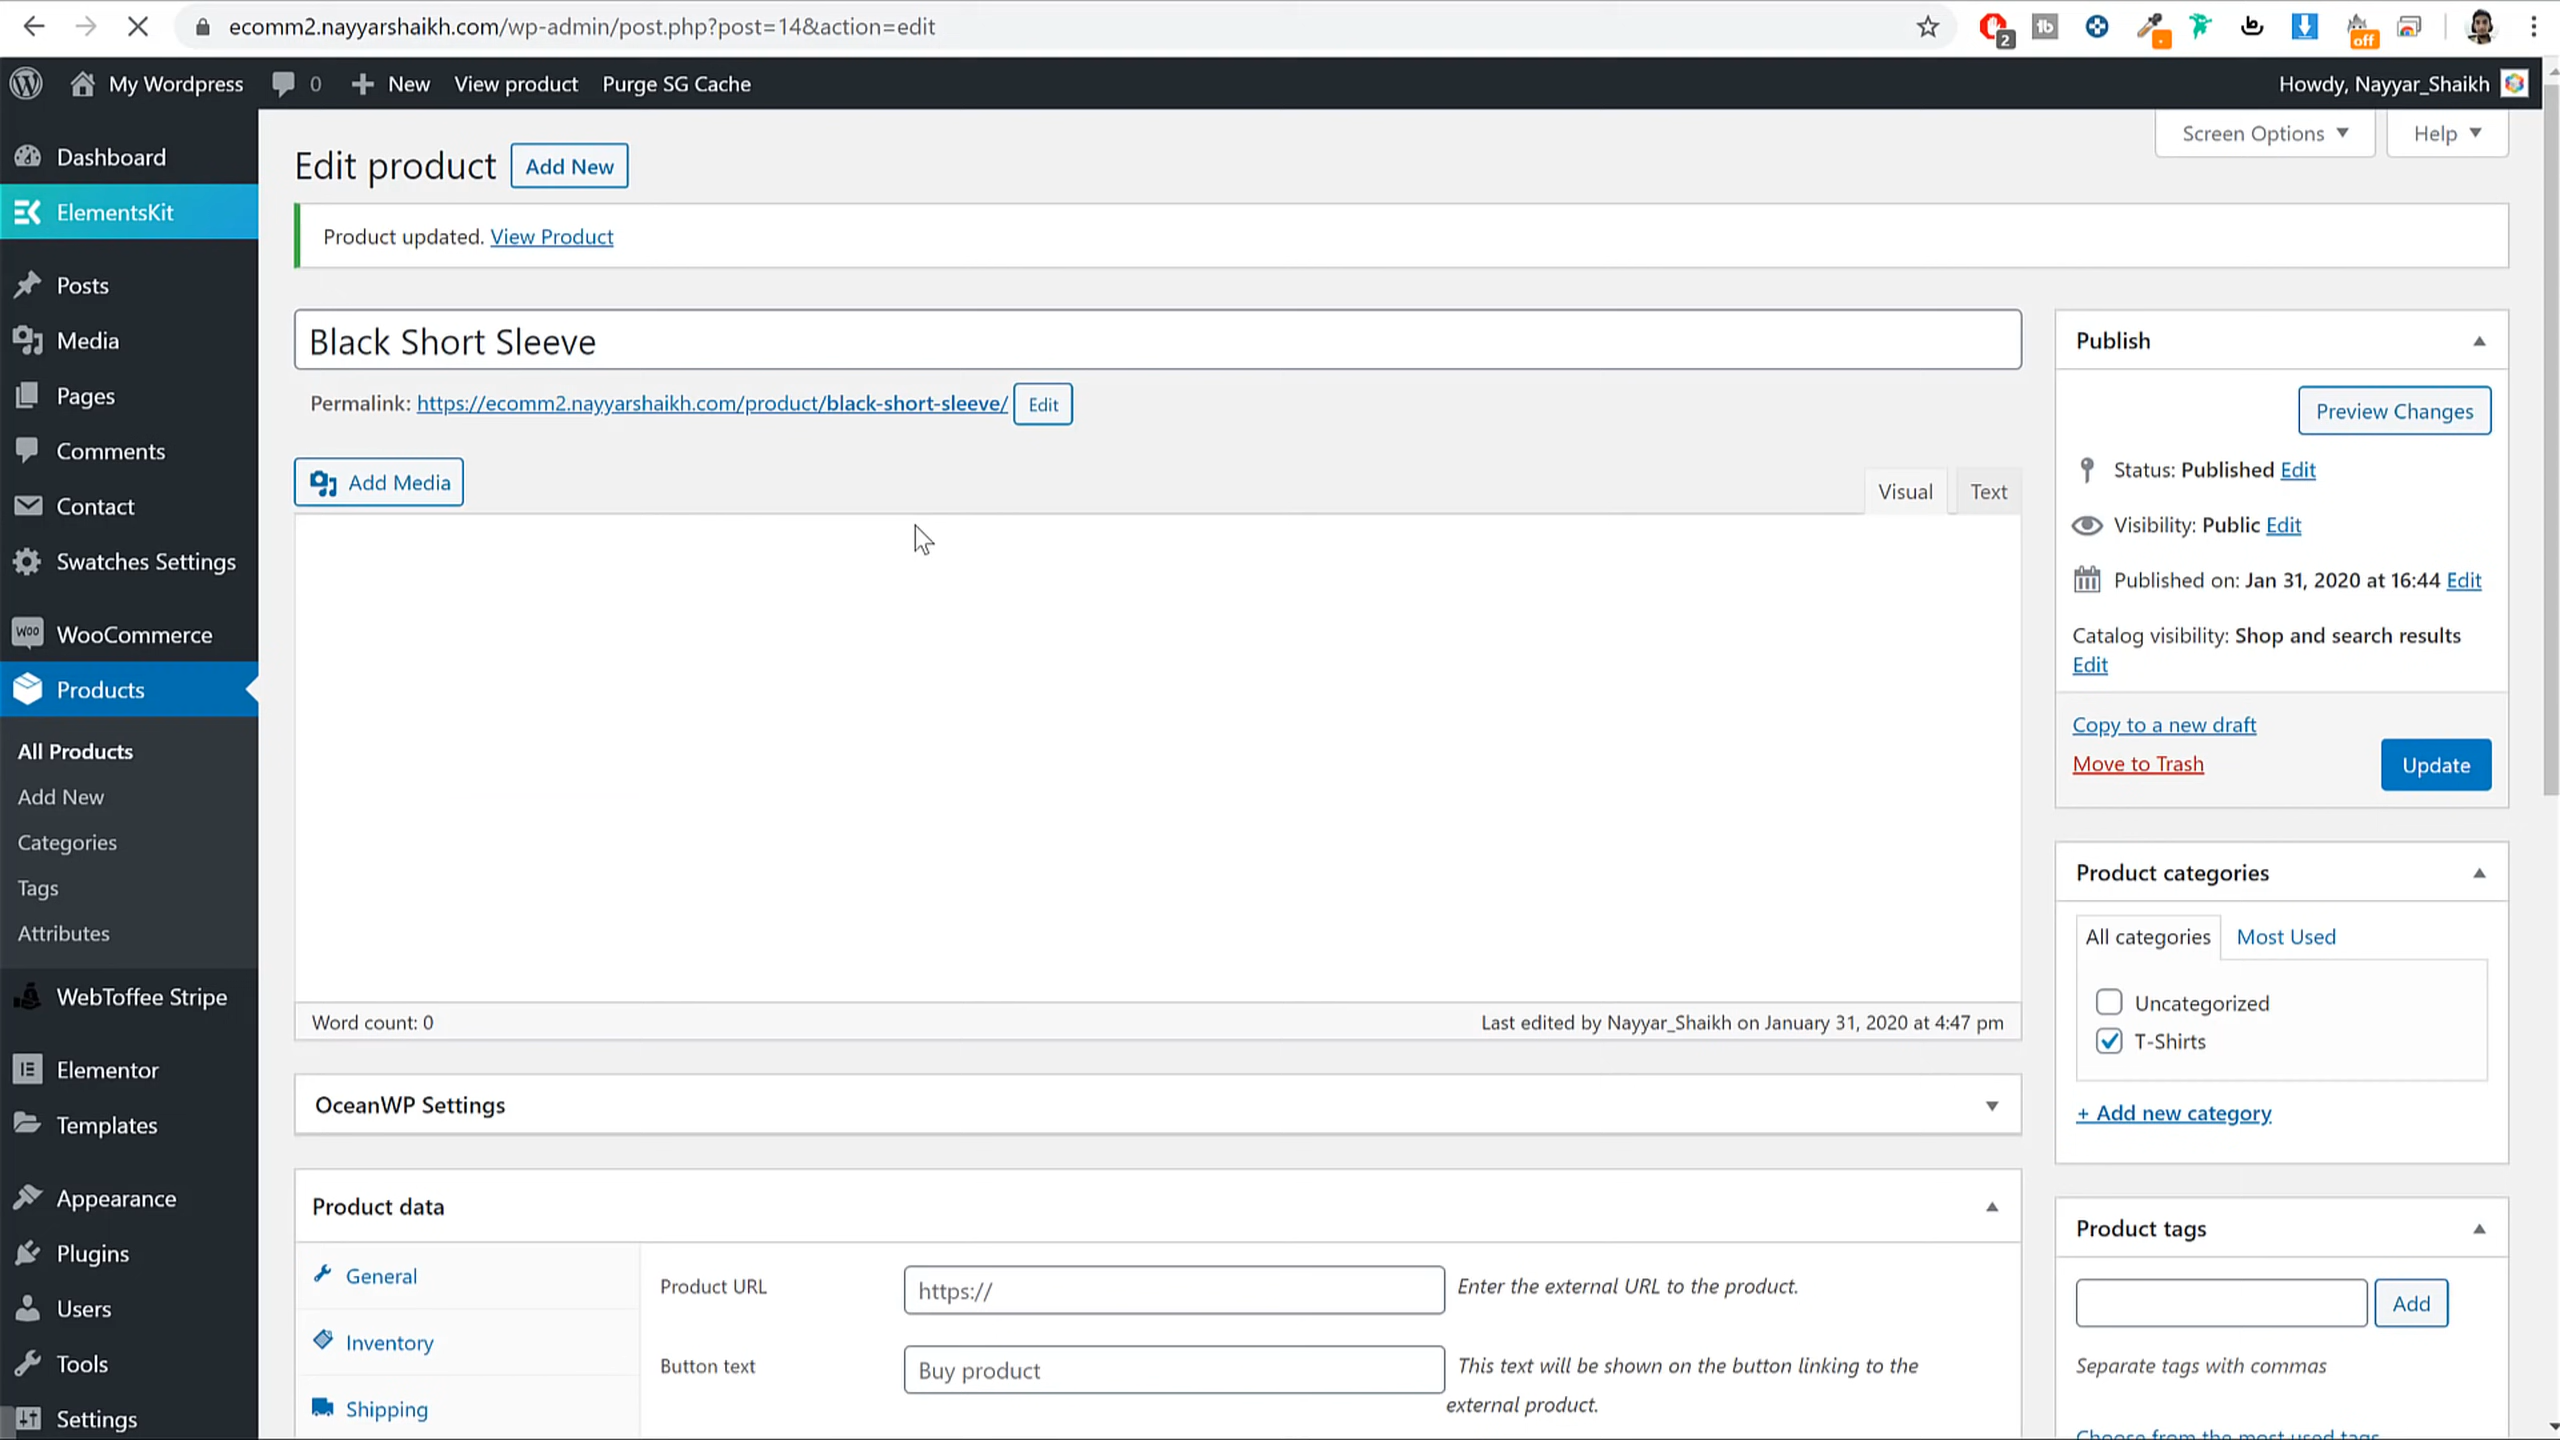 ecomm2.nayyarshaikh.com/wp-admin/post.php?post=14&action=edit
2
off
My Wordpress
0
New
View product
Purge SG Cache
Howdy, Nayyar_Shaikh
Dashboard
ElementsKit
Posts
Media
Pages
Comments
Contact
Swatches Settings
WooCommerce
Products
All Products
Add New
Categories
Tags
Attributes
WebToffee Stripe
Elementor
Templates
Appearance
Plugins
Users
Tools
Settings
Screen Options
Help
Edit product
Add New
Product updated. View Product
Black Short Sleeve
Permalink: https://ecomm2.nayyarshaikh.com/product/black-short-sleeve/ Edit
Add Media
Visual
Text
Word count: 0
Last edited by Nayyar_Shaikh on January 31, 2020 at 4:47 pm
OceanWP Settings
Product data
General
Inventory
Shipping
Product URL
https://
Enter the external URL to the product.
Button text
Buy product
This text will be shown on the button linking to the
external product.
Publish
Preview Changes
Status: Published Edit
Visibility: Public Edit
Published on: Jan 31, 2020 at 16:44 Edit
Catalog visibility: Shop and search results
Edit
Copy to a new draft
Move to Trash
Update
Product categories
All categories
Most Used
Uncategorized
T-Shirts
+ Add new category
Product tags
Add
Separate tags with commas
Choose from the most used tags